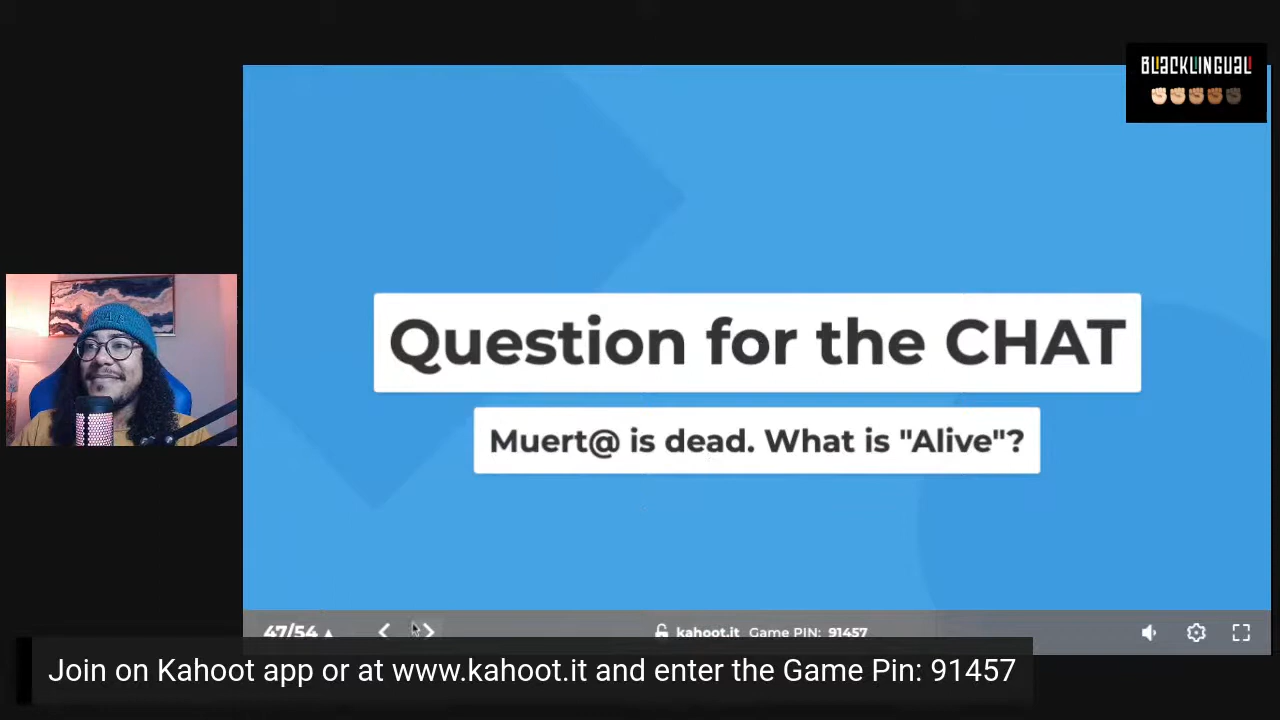 BLACKLINGUAL
Question for the CHAT
Muert@ is dead. What is "Alive"?
47/54
kahoot.it Game PIN: 91457
Join on Kahoot app or at www.kahoot.it and enter the Game Pin: 91457